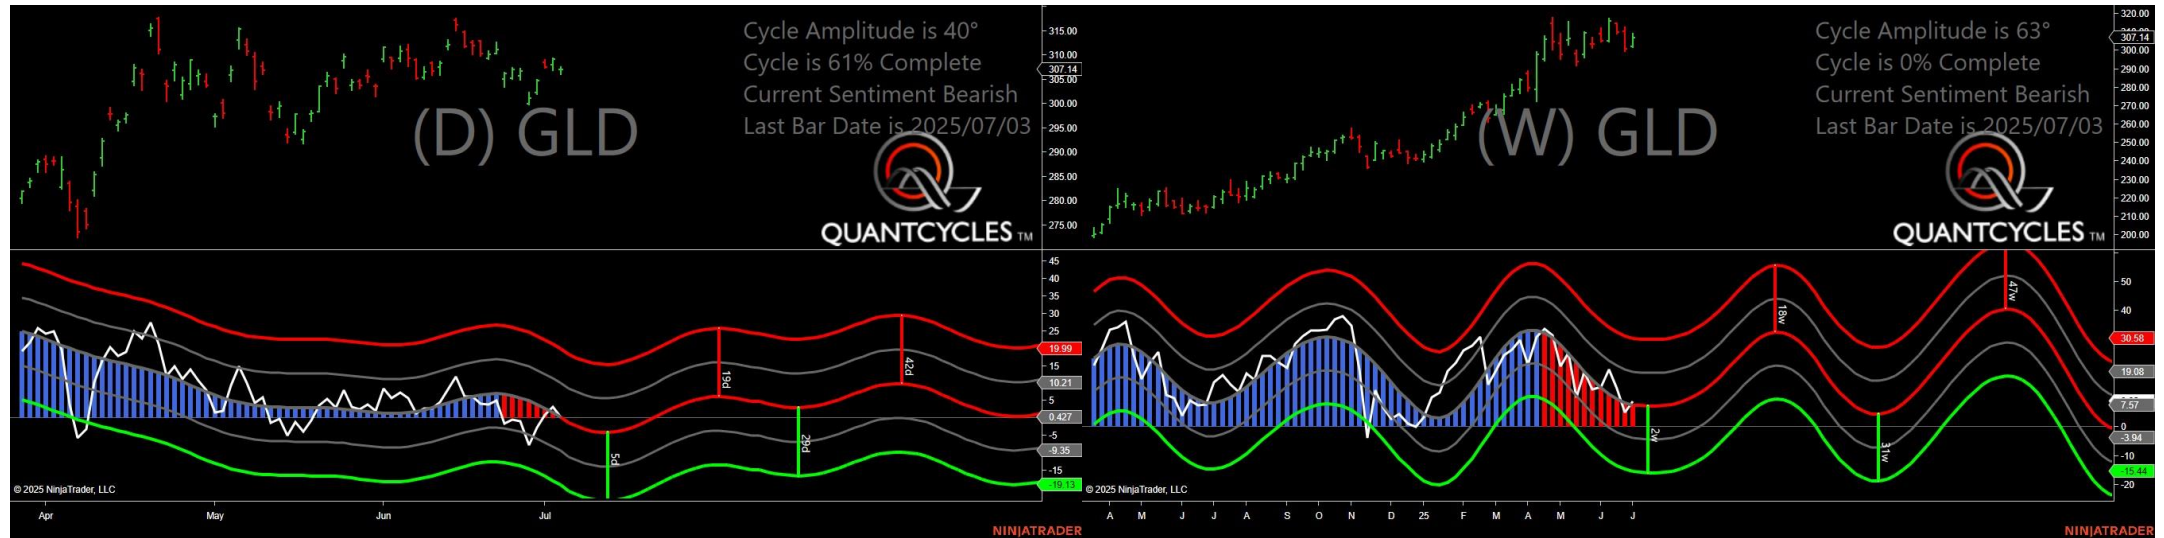 Cycle Amplitude is 40°
Cycle is 61% Complete
Current Sentiment Bearish
Last Bar Date is 2025/07/03
(D) GLD
QUANTCYCLES TM
315.00
310.00
307.14
305.00
300.00
295.00
290.00
285.00
280.00
275.00
45
40
35
30
25
19.99
15
10.21
5
0.427
-5
-9.35
-15
-19.13
5d
19d
29d
42d
© 2025 NinjaTrader, LLC
Apr May Jun Jul
NINJATRADER
Cycle Amplitude is 63°
Cycle is 0% Complete
Current Sentiment Bearish
Last Bar Date is 2025/07/03
(W) GLD
QUANTCYCLES TM
320.00
307.14
300.00
290.00
280.00
270.00
260.00
250.00
240.00
230.00
220.00
210.00
200.00
50
40
30.58
19.08
7.57
0
-3.94
-10
-15.44
-20
2w
18w
31w
47w
© 2025 NinjaTrader, LLC
A M J J A S O N D 25 F M A M J J
NINJATRADER